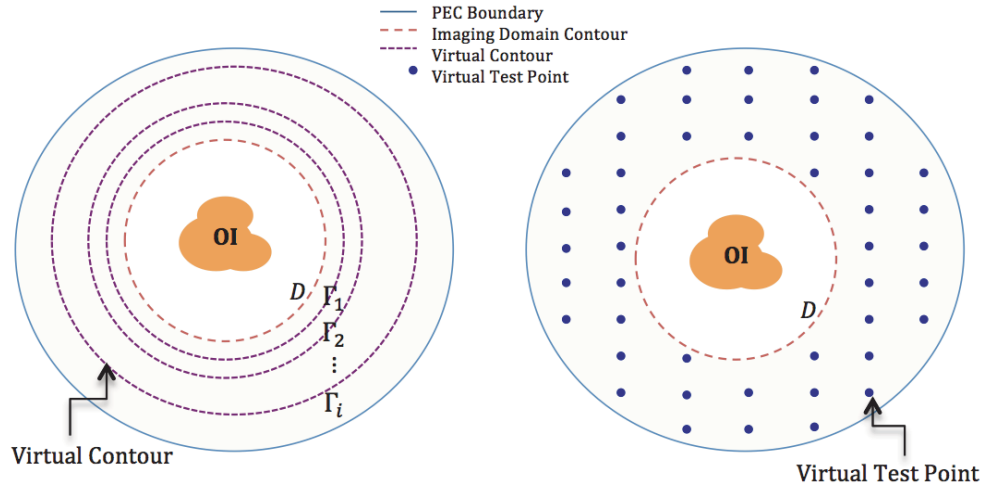 PEC Boundary
Imaging Domain Contour
Virtual Contour
Virtual Test Point
OI
D
Γ1
Γ2
⋮
Γi
Virtual Contour
OI
D
Virtual Test Point